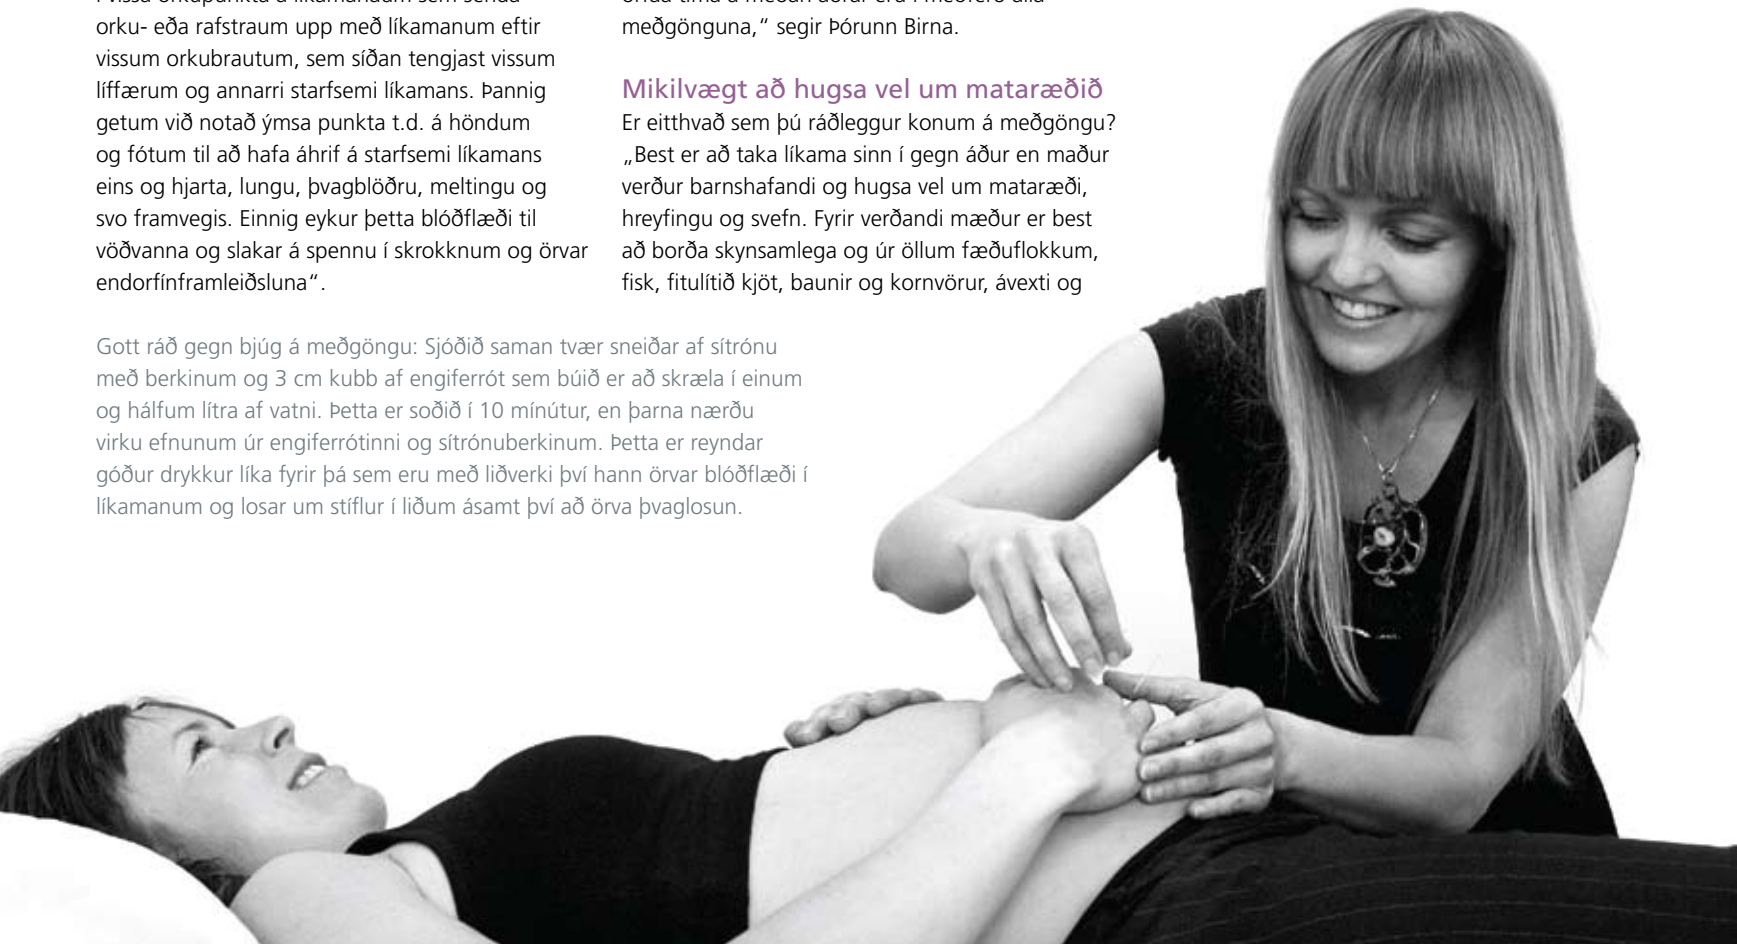 orku- eða rafstraum upp með líkamanum eftir
vissum orkubrautum, sem síðan tengjast vissum
líffærum og annarri starfsemi líkamans. Þannig
getum við notað ýmsa punkta t.d. á höndum
og fótum til að hafa áhrif á starfsemi líkamans
eins og hjarta, lungu, þvagblöðru, meltingu og
svo framvegis. Einnig eykur þetta blóðflæði til
vöðvanna og slakar á spennu í skrokknum og örvar
endorfínframleiðsluna“.
meðgönguna,“ segir Þórunn Birna.
Mikilvægt að hugsa vel um mataræðið
Er eitthvað sem þú ráðleggur konum á meðgöngu?
„Best er að taka líkama sinn í gegn áður en maður
verður barnshafandi og hugsa vel um mataræði,
hreyfingu og svefn. Fyrir verðandi mæður er best
að borða skynsamlega og úr öllum fæðuflokkum,
fisk, fitulítið kjöt, baunir og kornvörur, ávexti og
Gott ráð gegn bjúg á meðgöngu: Sjóðið saman tvær sneiðar af sítrónu
með berkinum og 3 cm kubb af engiferrót sem búið er að skræla í einum
og hálfum lítra af vatni. Þetta er soðið í 10 mínútur, en þarna nærðu
virku efnunum úr engiferrótinni og sítrónuberkinum. Þetta er reyndar
góður drykkur líka fyrir þá sem eru með liðverki því hann örvar blóðflæði í
líkamanum og losar um stíflur í liðum ásamt því að örva þvaglosun.